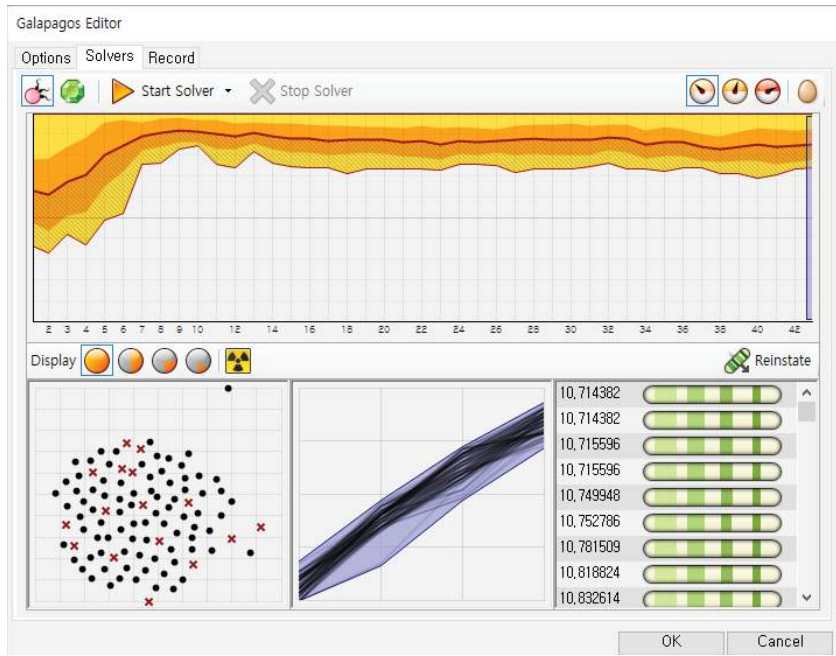 Galapagos Editor
Options Solvers Record
Start Solver Stop Solver
2 3 4 5 6 7 8 9 10 12 14 16 18 20 22 24 26 28 30 32 34 36 38 40 42
Display Reinstate
10,714382
10,714382
10,715596
10,715596
10,749948
10,752786
10,781509
10,818824
10,832614
OK Cancel